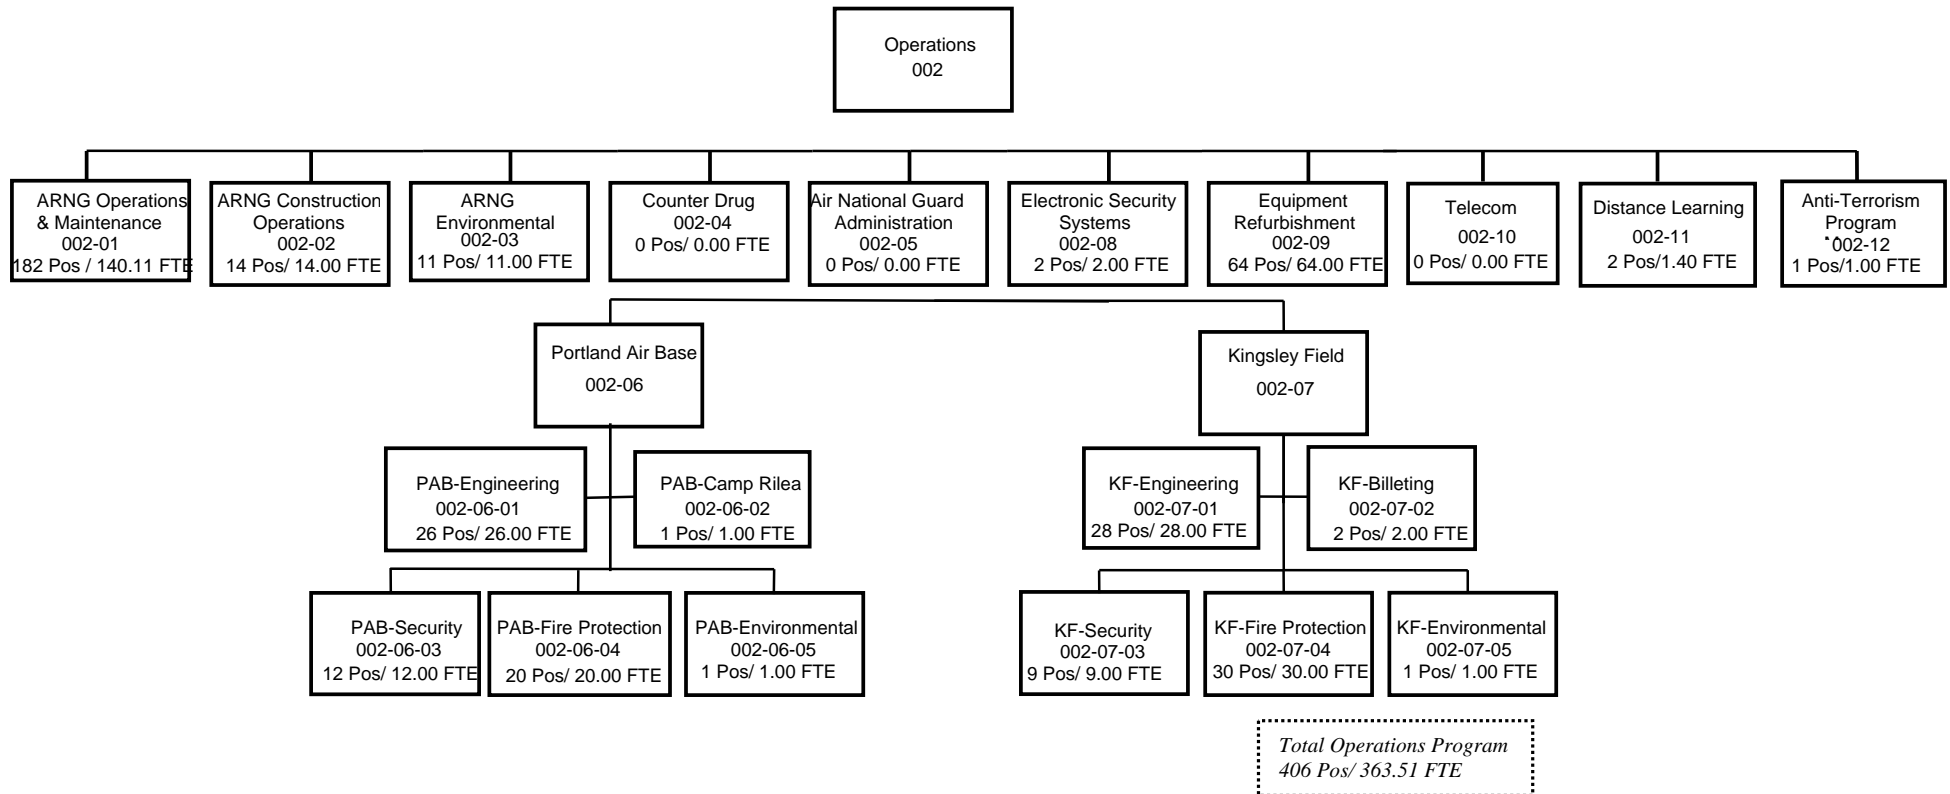 Operations
002
ARNG Operations
& Maintenance
002-01
182 Pos / 140.11 FTE
ARNG Construction
Operations
002-02
14 Pos/ 14.00 FTE
ARNG
Environmental
002-03
11 Pos/ 11.00 FTE
Counter Drug
002-04
0 Pos/ 0.00 FTE
Air National Guard
Administration
002-05
0 Pos/ 0.00 FTE
Electronic Security
Systems
002-08
2 Pos/ 2.00 FTE
Equipment
Refurbishment
002-09
64 Pos/ 64.00 FTE
Telecom
002-10
0 Pos/ 0.00 FTE
Distance Learning
002-11
2 Pos/1.40 FTE
Anti-Terrorism
Program
002-12
1 Pos/1.00 FTE
Portland Air Base
002-06
Kingsley Field
002-07
PAB-Engineering
002-06-01
26 Pos/ 26.00 FTE
PAB-Camp Rilea
002-06-02
1 Pos/ 1.00 FTE
KF-Engineering
002-07-01
28 Pos/ 28.00 FTE
KF-Billeting
002-07-02
2 Pos/ 2.00 FTE
PAB-Security
002-06-03
12 Pos/ 12.00 FTE
PAB-Fire Protection
002-06-04
20 Pos/ 20.00 FTE
PAB-Environmental
002-06-05
1 Pos/ 1.00 FTE
KF-Security
002-07-03
9 Pos/ 9.00 FTE
KF-Fire Protection
002-07-04
30 Pos/ 30.00 FTE
KF-Environmental
002-07-05
1 Pos/ 1.00 FTE
Total Operations Program
406 Pos/ 363.51 FTE